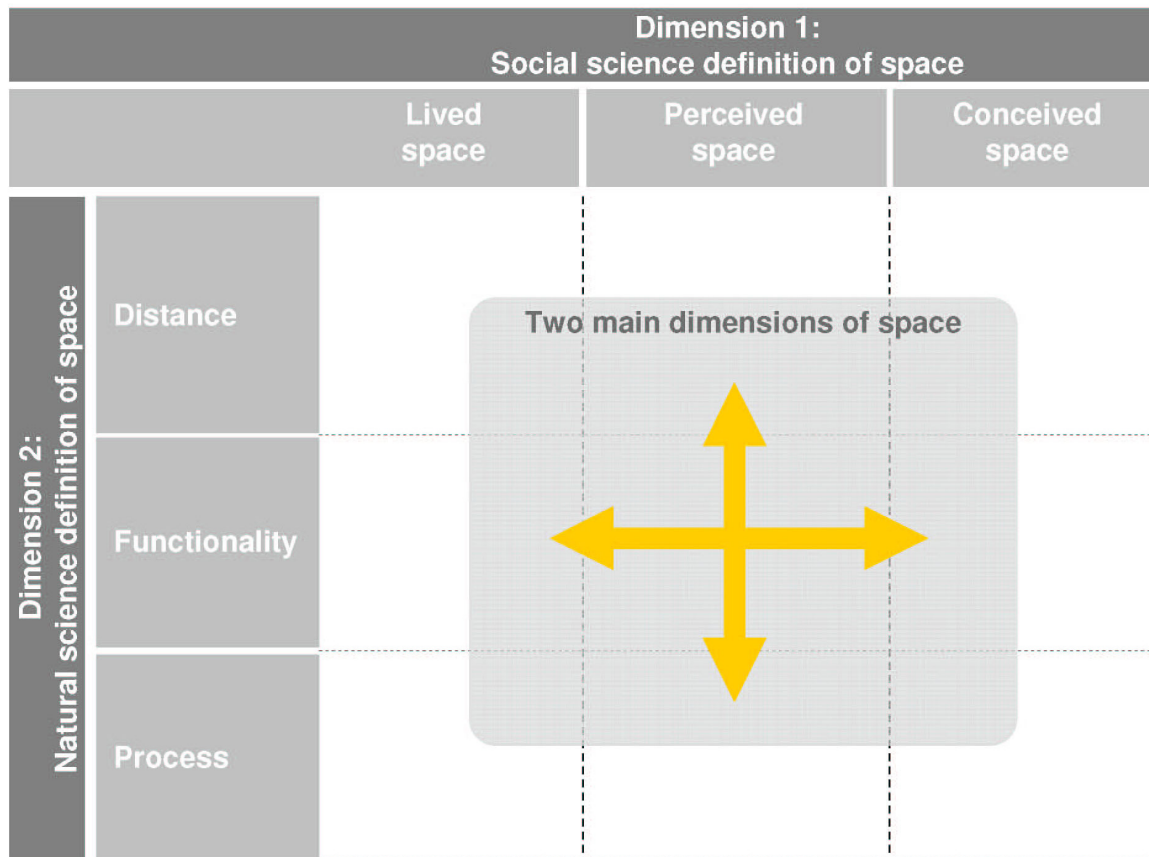 Dimension 1:
Social science definition of space
Lived
space
Perceived
space
Conceived
space
Dimension 2:
Natural science definition of space
Distance
Functionality
Process
Two main dimensions of space